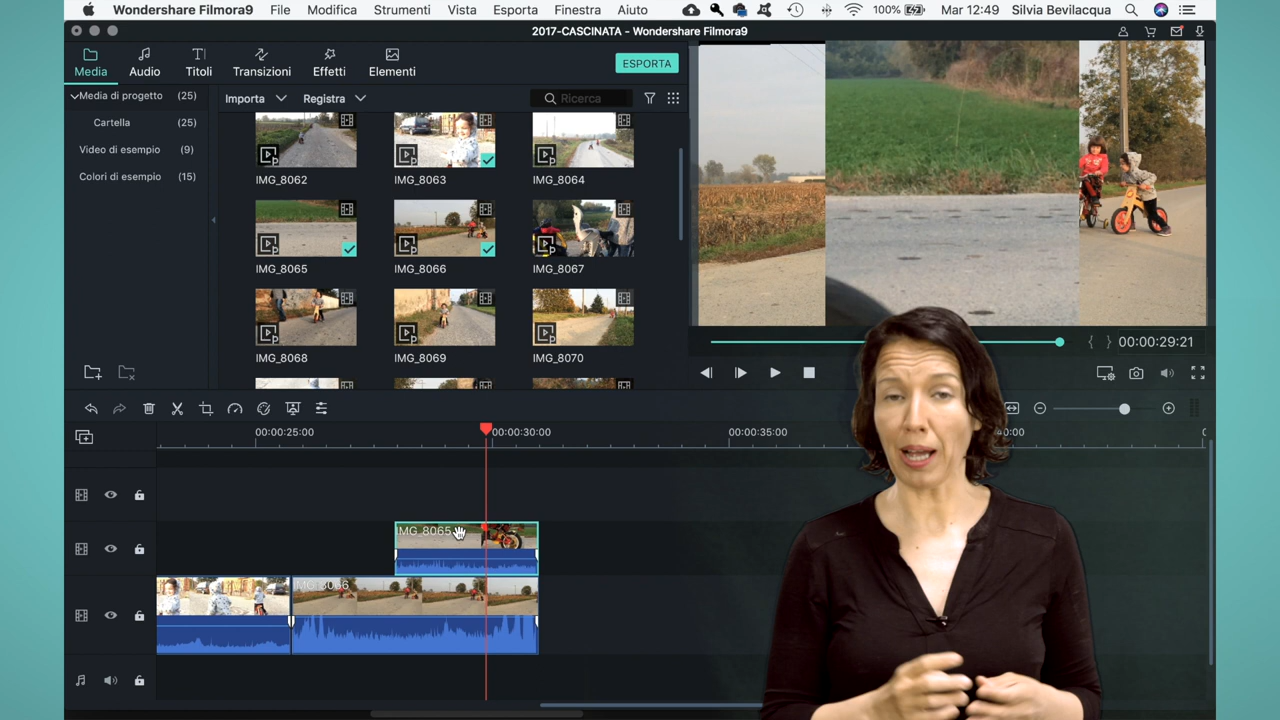 Wondershare Filmora9 File Modifica Strumenti Vista Esporta Finestra Aiuto 100% Mar 12:49 Silvia Bevilacqua
2017-CASCINATA - Wondershare Filmora9
Media Audio Titoli Transizioni Effetti Elementi ESPORTA
Media di progetto (25)
Cartella (25)
Video di esempio (9)
Colori di esempio (15)
Importa Registra Ricerca
IMG_8062 IMG_8063 IMG_8064
IMG_8065 IMG_8066 IMG_8067
IMG_8068 IMG_8069 IMG_8070
{ } 00:00:29:21
00:00:25:00 00:00:30:00 00:00:35:00
IMG_8065
IMG_8066